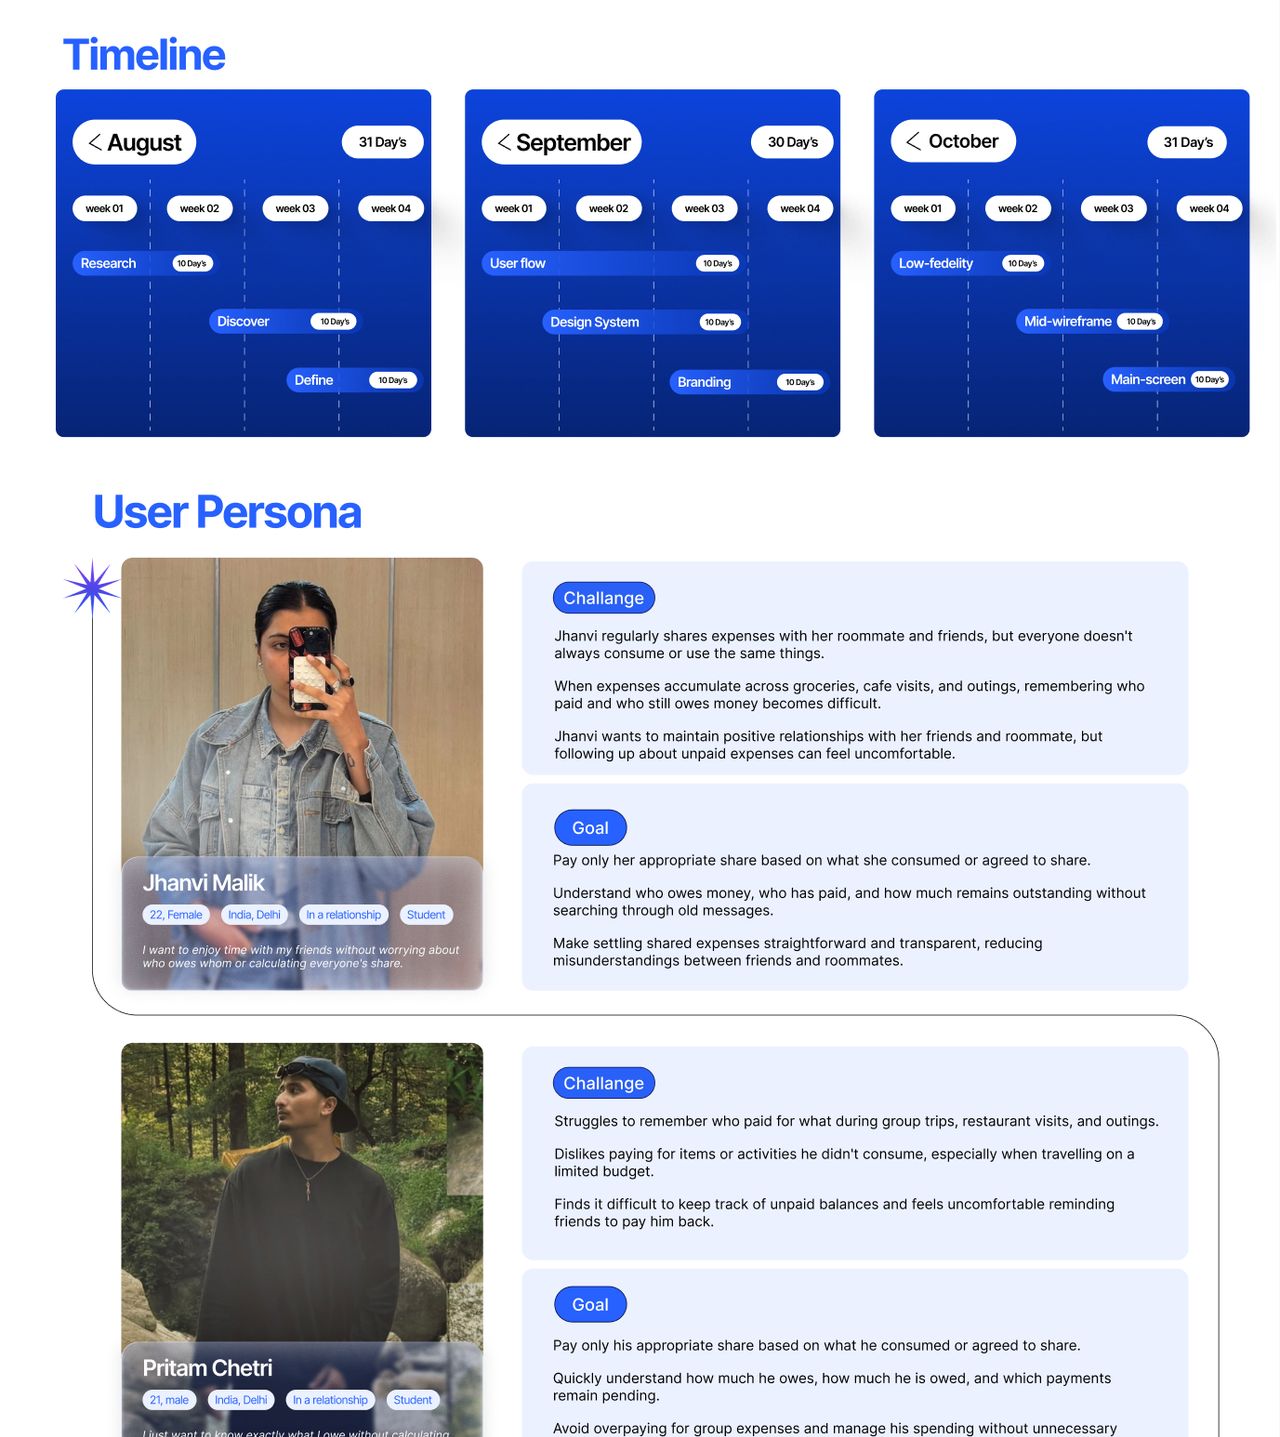 Timeline
August
31 Day's
week 01
week 02
week 03
week 04
Research
10 Day's
Discover
10 Day's
Define
10 Day's
September
30 Day's
week 01
week 02
week 03
week 04
User flow
10 Day's
Design System
10 Day's
Branding
10 Day's
October
31 Day's
week 01
week 02
week 03
week 04
Low-fedelity
10 Day's
Mid-wireframe
10 Day's
Main-screen
10 Day's
User Persona
Jhanvi Malik
22, Female
India, Delhi
In a relationship
Student
I want to enjoy time with my friends without worrying about
who owes whom or calculating everyone's share.
Challange
Jhanvi regularly shares expenses with her roommate and friends, but everyone doesn't
always consume or use the same things.
When expenses accumulate across groceries, cafe visits, and outings, remembering who
paid and who still owes money becomes difficult.
Jhanvi wants to maintain positive relationships with her friends and roommate, but
following up about unpaid expenses can feel uncomfortable.
Goal
Pay only her appropriate share based on what she consumed or agreed to share.
Understand who owes money, who has paid, and how much remains outstanding without
searching through old messages.
Make settling shared expenses straightforward and transparent, reducing
misunderstandings between friends and roommates.
Pritam Chetri
21, male
India, Delhi
In a relationship
Student
I just want to know exactly what I owe without calculating
Challange
Struggles to remember who paid for what during group trips, restaurant visits, and outings.
Dislikes paying for items or activities he didn't consume, especially when travelling on a
limited budget.
Finds it difficult to keep track of unpaid balances and feels uncomfortable reminding
friends to pay him back.
Goal
Pay only his appropriate share based on what he consumed or agreed to share.
Quickly understand how much he owes, how much he is owed, and which payments
remain pending.
Avoid overpaying for group expenses and manage his spending without unnecessary